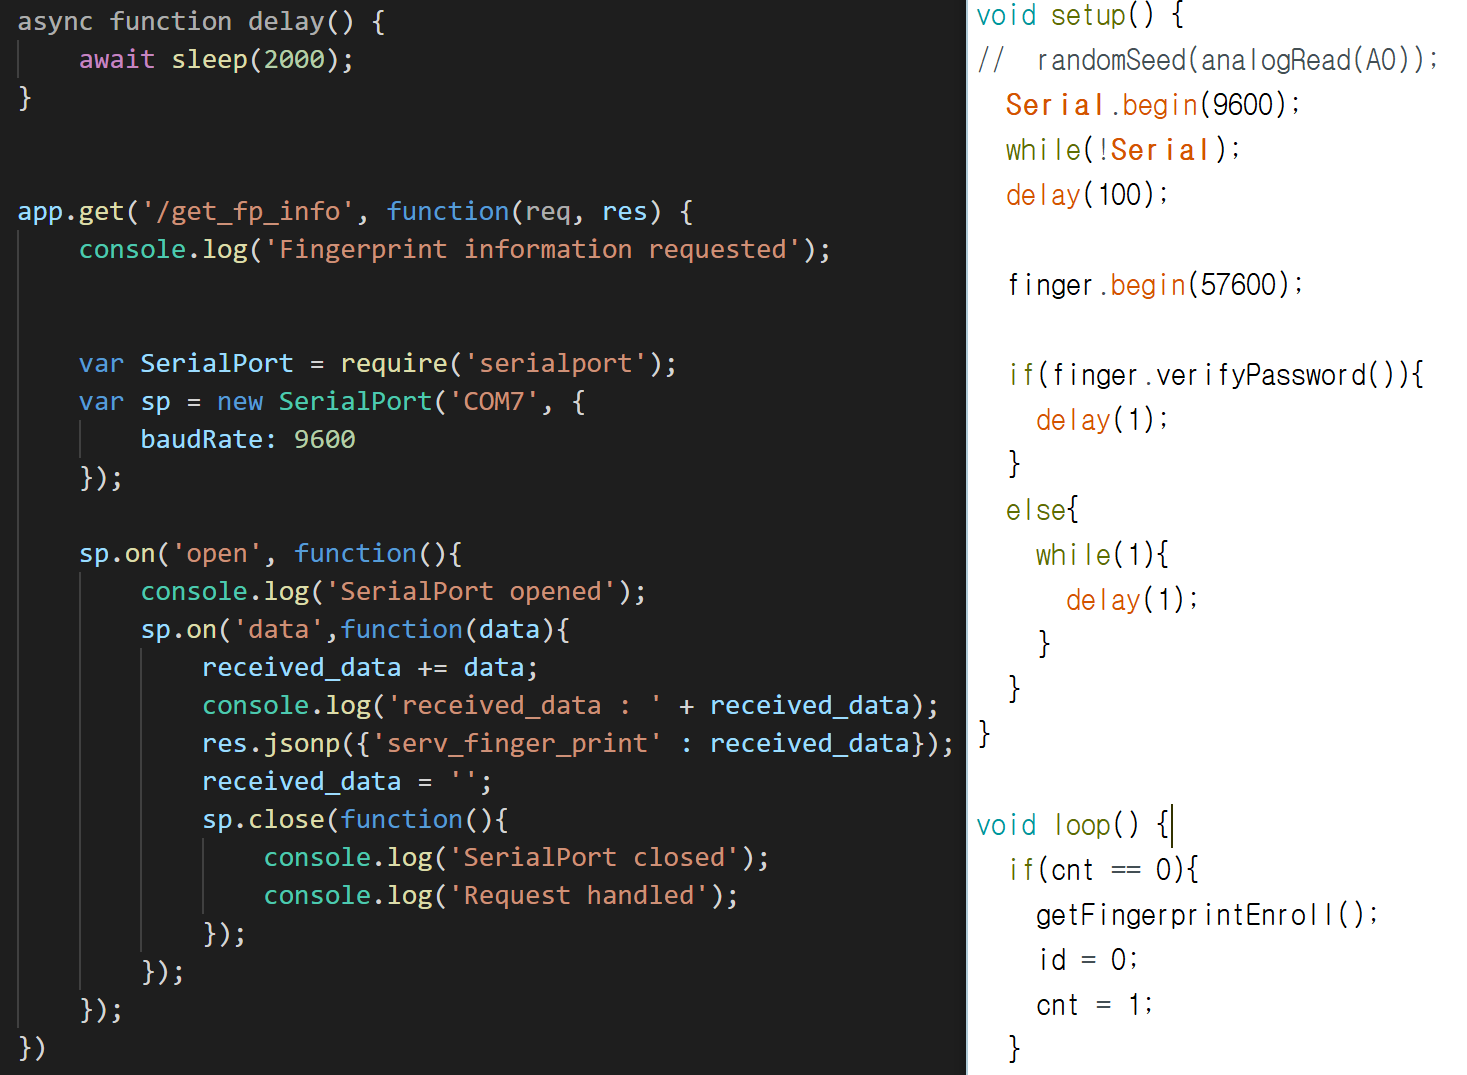 async function delay() {
    await sleep(2000);
}
app.get('/get_fp_info', function(req, res) {
    console.log('Fingerprint information requested');
    var SerialPort = require('serialport');
    var sp = new SerialPort('COM7', {
        baudRate: 9600
    });
    sp.on('open', function(){
        console.log('SerialPort opened');
        sp.on('data',function(data){
            received_data += data;
            console.log('received_data : ' + received_data);
            res.jsonp({'serv_finger_print' : received_data});
            received_data = '';
            sp.close(function(){
                console.log('SerialPort closed');
                console.log('Request handled');
            });
        });
    });
})
void setup() {
//  randomSeed(analogRead(A0));
  Serial.begin(9600);
  while(!Serial);
  delay(100);
  finger.begin(57600);
  if(finger.verifyPassword()){
    delay(1);
  }
  else{
    while(1){
      delay(1);
    }
  }
}
void loop() {
  if(cnt == 0){
    getFingerprintEnroll();
    id = 0;
    cnt = 1;
  }